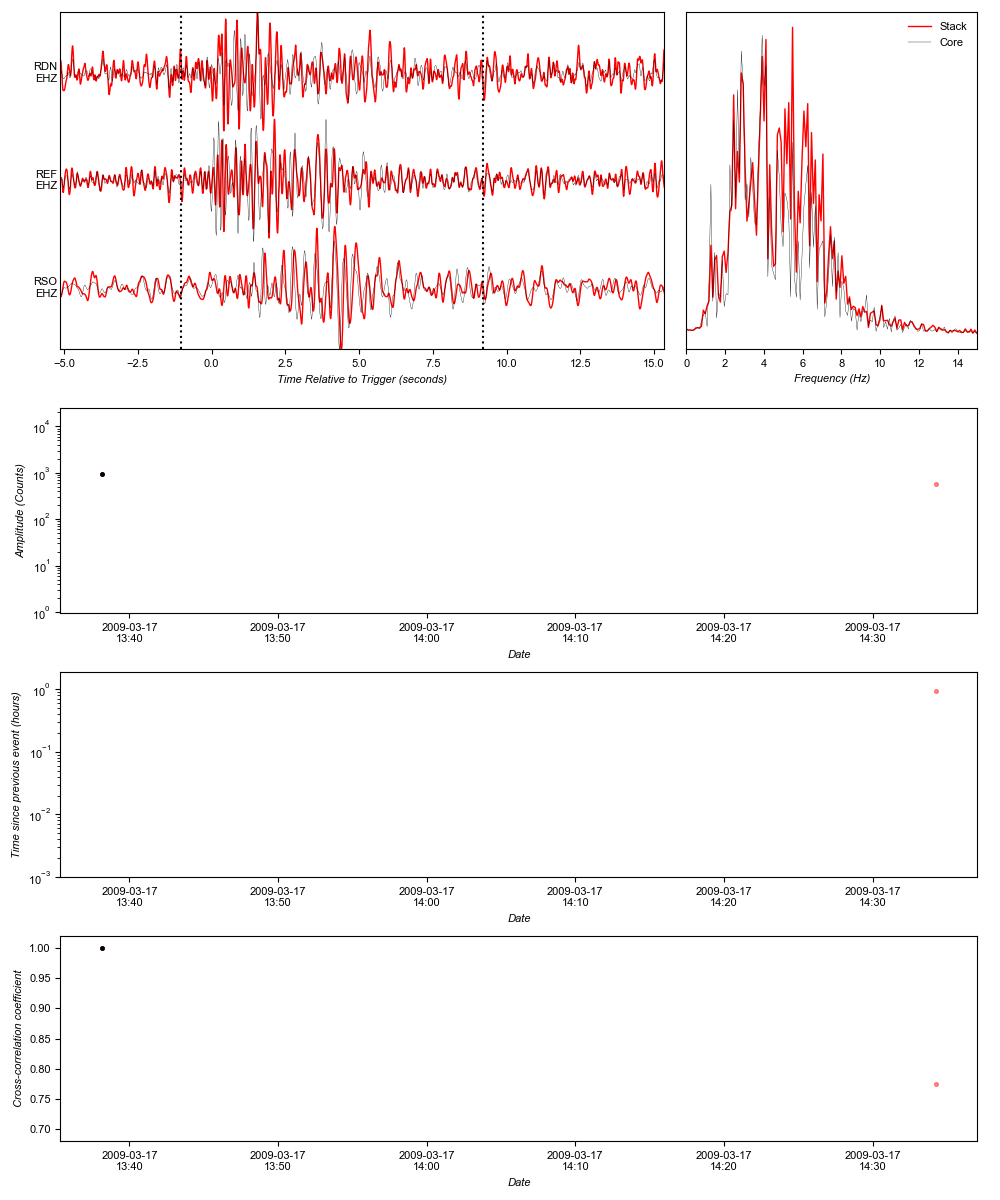 RDN
EHZ
REF
EHZ
RSO
EHZ
−5.0 −2.5 0.0 2.5 5.0 7.5 10.0 12.5 15.0
Time Relative to Trigger (seconds)
Stack
Core
0 2 4 6 8 10 12 14
Frequency (Hz)
10^4
10^3
10^2
10^1
10^0
Amplitude (Counts)
2009-03-17 2009-03-17 2009-03-17 2009-03-17 2009-03-17 2009-03-17
13:40 13:50 14:00 14:10 14:20 14:30
Date
10^0
10^−1
10^−2
10^−3
Time since previous event (hours)
2009-03-17 2009-03-17 2009-03-17 2009-03-17 2009-03-17 2009-03-17
13:40 13:50 14:00 14:10 14:20 14:30
Date
1.00
0.95
0.90
0.85
0.80
0.75
0.70
Cross-correlation coefficient
2009-03-17 2009-03-17 2009-03-17 2009-03-17 2009-03-17 2009-03-17
13:40 13:50 14:00 14:10 14:20 14:30
Date